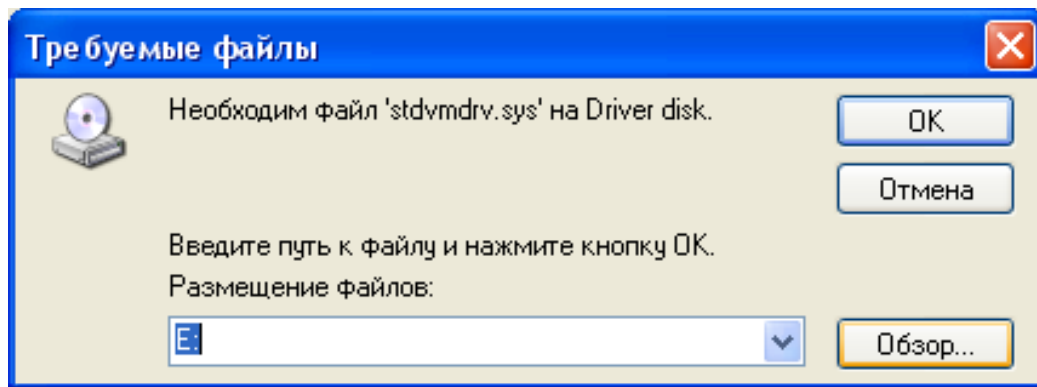 Требуемые файлы
Необходим файл 'stdvmdrv.sys' на Driver disk.
OK
Отмена
Введите путь к файлу и нажмите кнопку ОК.
Размещение файлов:
E:
Обзор...